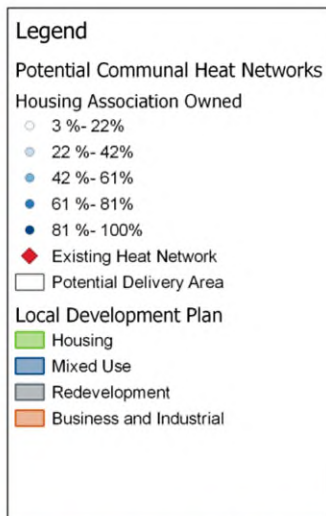 Legend
Potential Communal Heat Networks
Housing Association Owned
3 %- 22%
22 %- 42%
42 %- 61%
61 %- 81%
81 %- 100%
Existing Heat Network
Potential Delivery Area
Local Development Plan
Housing
Mixed Use
Redevelopment
Business and Industrial